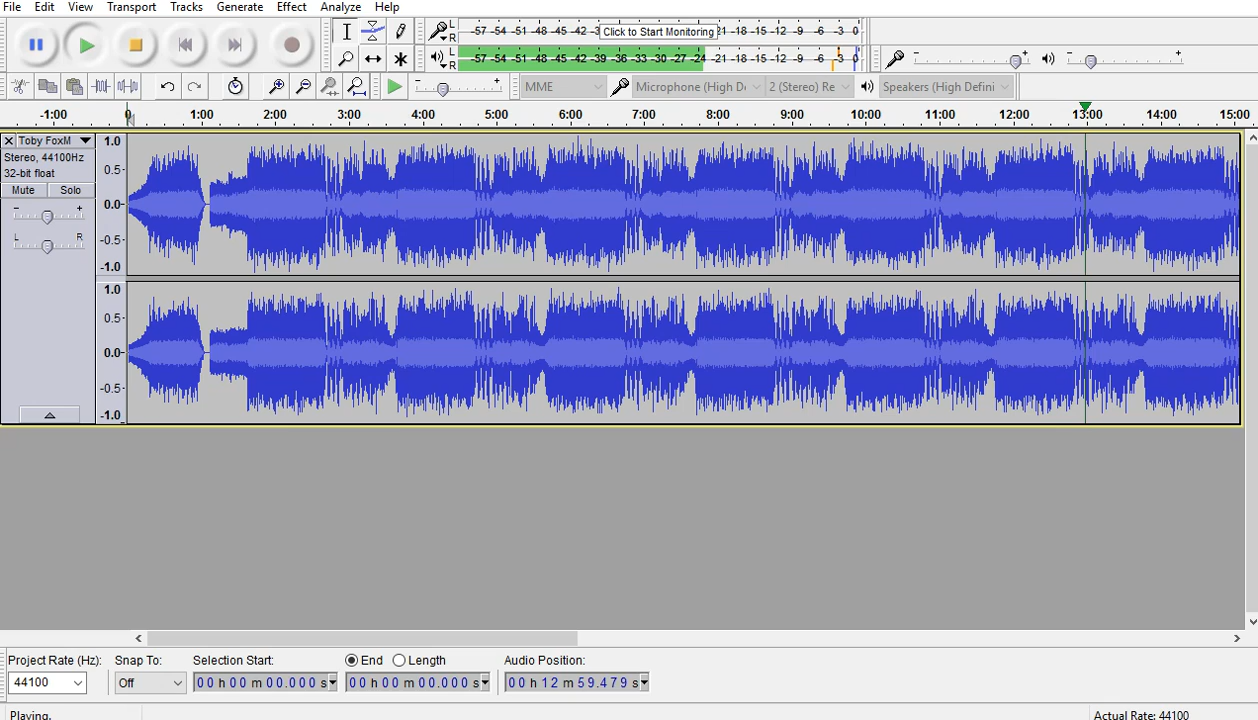 File Edit View Transport Tracks Generate Effect Analyze Help
L R -57 -54 -51 -48 -45 -42 -3 Click to Start Monitoring 21 -18 -15 -12 -9 -6 -3 0
L R -57 -54 -51 -48 -45 -42 -39 -36 -33 -30 -27 -24 -21 -18 -15 -12 -9 -6 -3 0
- + - +
- + MME Microphone (High De 2 (Stereo) Re Speakers (High Defini
-1:00 0 1:00 2:00 3:00 4:00 5:00 6:00 7:00 8:00 9:00 10:00 11:00 12:00 13:00 14:00 15:00
Toby FoxM
Stereo, 44100Hz
32-bit float
Mute Solo
- +
L R
1.0
0.5-
0.0-
-0.5-
-1.0
1.0
0.5-
0.0-
-0.5-
-1.0
Project Rate (Hz): Snap To: Selection Start: End Length Audio Position:
44100 Off 00 h 00 m 00.000 s 00 h 00 m 00.000 s 00 h 12 m 59.479 s
Playing. Actual Rate: 44100